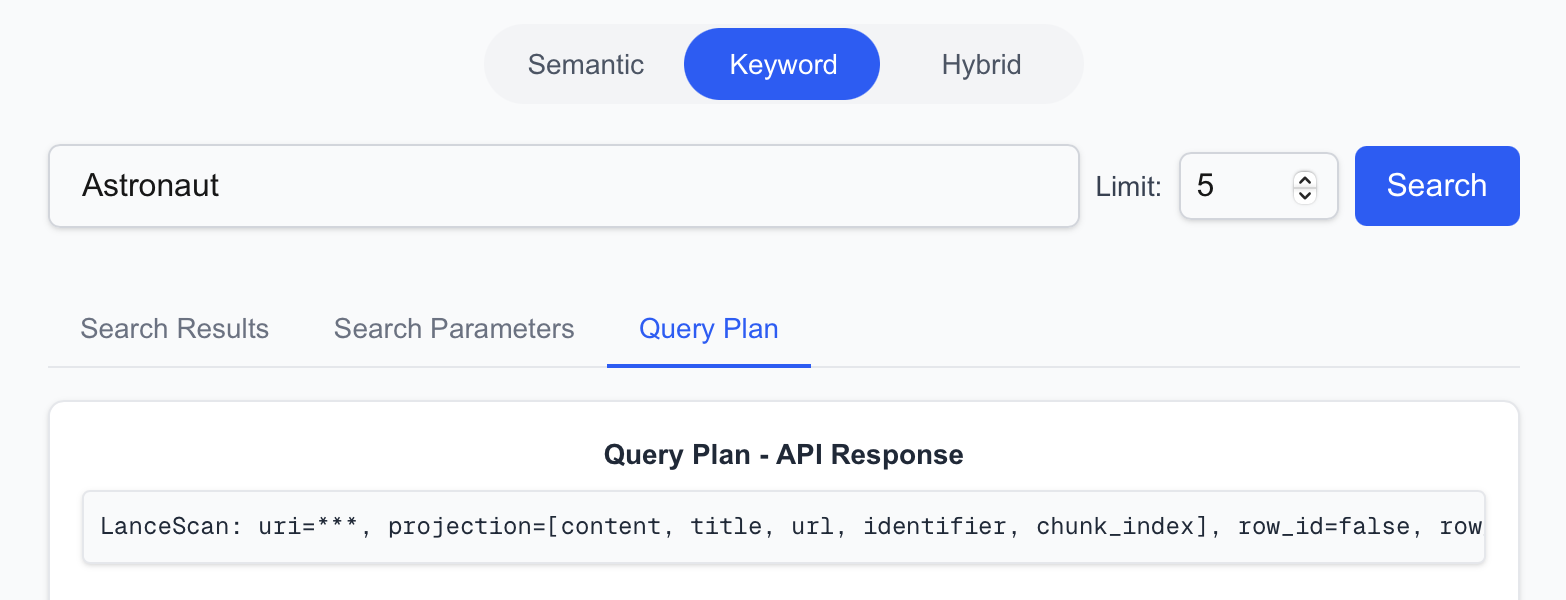 Semantic Keyword Hybrid
Astronaut Limit: 5 Search
Search Results Search Parameters Query Plan
Query Plan - API Response
LanceScan: uri=***, projection=[content, title, url, identifier, chunk_index], row_id=false, row